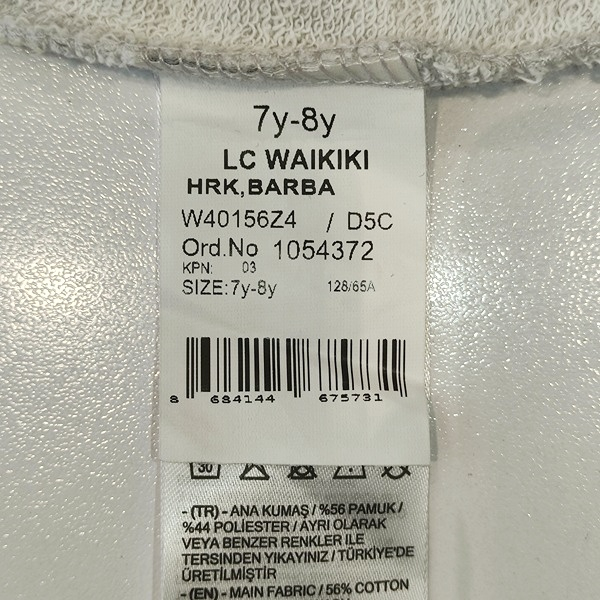 7y-8y
LC WAIKIKI
HRK,BARBA
W40156Z4 / D5C
Ord.No 1054372
KPN: 03
SIZE:7y-8y 128/65A
8 684144 675731
30
-(TR)- ANA KUMAŞ / %56 PAMUK /
%44 POLİESTER / AYRI OLARAK
VEYA BENZER RENKLER İLE
TERSINDEN YIKAYINIZ / TÜRKİYE'DE
ÜRETİLMİŞTİR
-(EN)- MAIN FABRIC / 56% COTTON